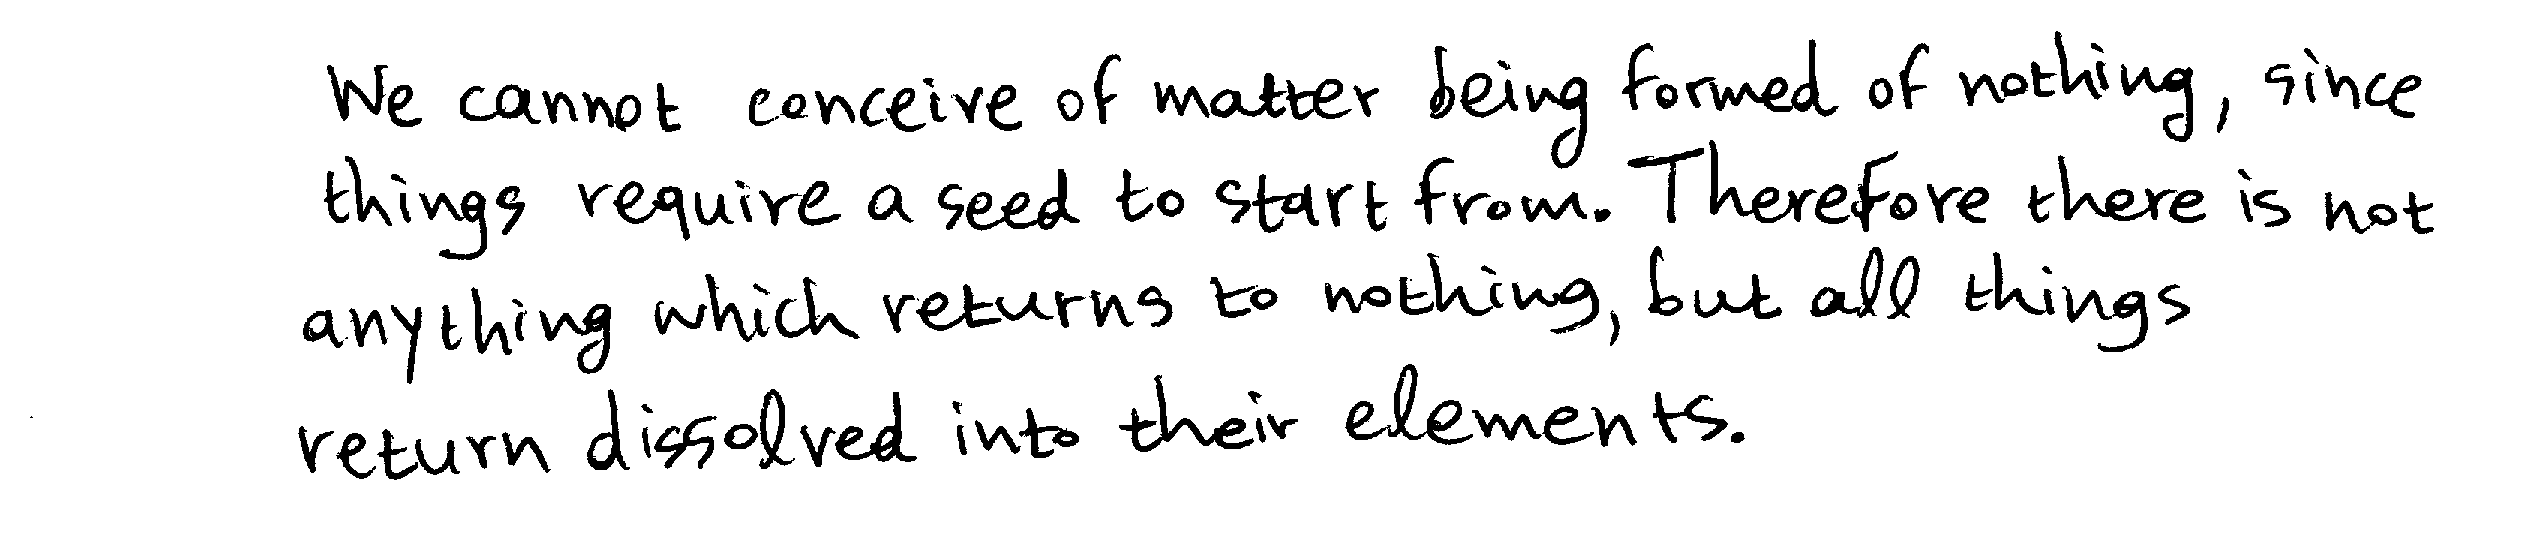 We cannot conceive of matter being formed of nothing, since
things require a seed to start from. Therefore there is not
anything which returns to nothing, but all things
return dissolved into their elements.